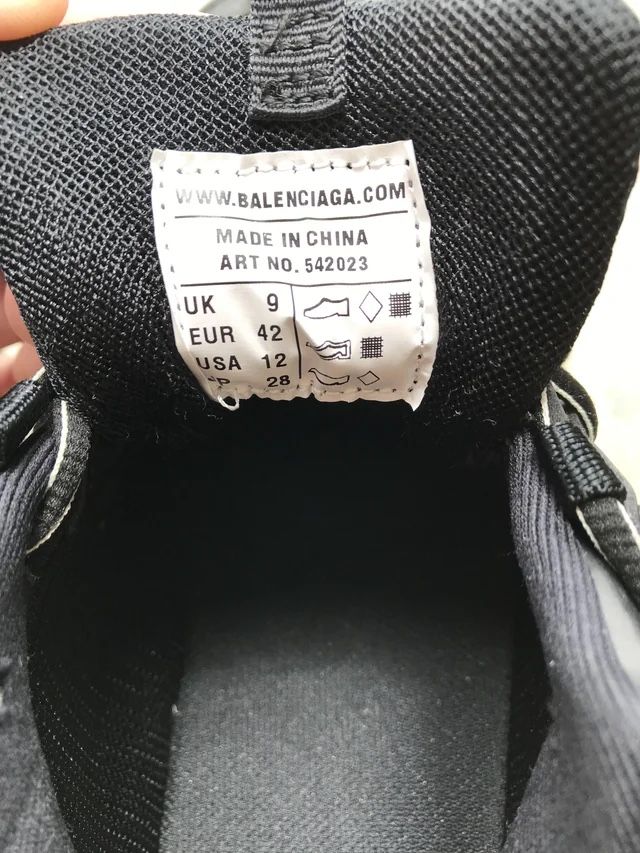 WWW.BALENCIAGA.COM
MADE IN CHINA
ART NO. 542023
UK 9
EUR 42
USA 12
28